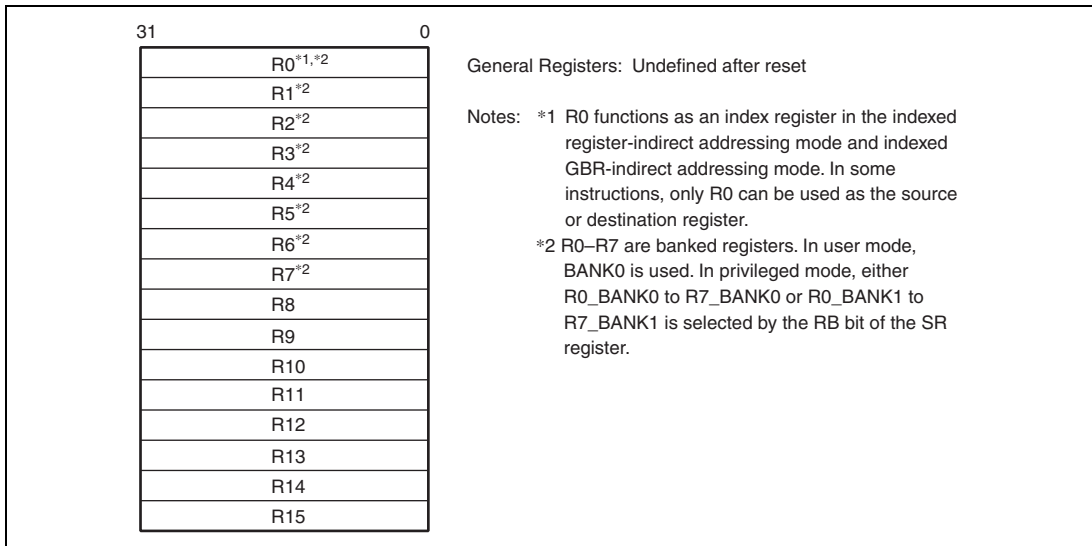 31 0
R0*1,*2
R1*2
R2*2
R3*2
R4*2
R5*2
R6*2
R7*2
R8
R9
R10
R11
R12
R13
R14
R15
General Registers: Undefined after reset
Notes: *1 R0 functions as an index register in the indexed
register-indirect addressing mode and indexed
GBR-indirect addressing mode. In some
instructions, only R0 can be used as the source
or destination register.
*2 R0–R7 are banked registers. In user mode,
BANK0 is used. In privileged mode, either
R0_BANK0 to R7_BANK0 or R0_BANK1 to
R7_BANK1 is selected by the RB bit of the SR
register.